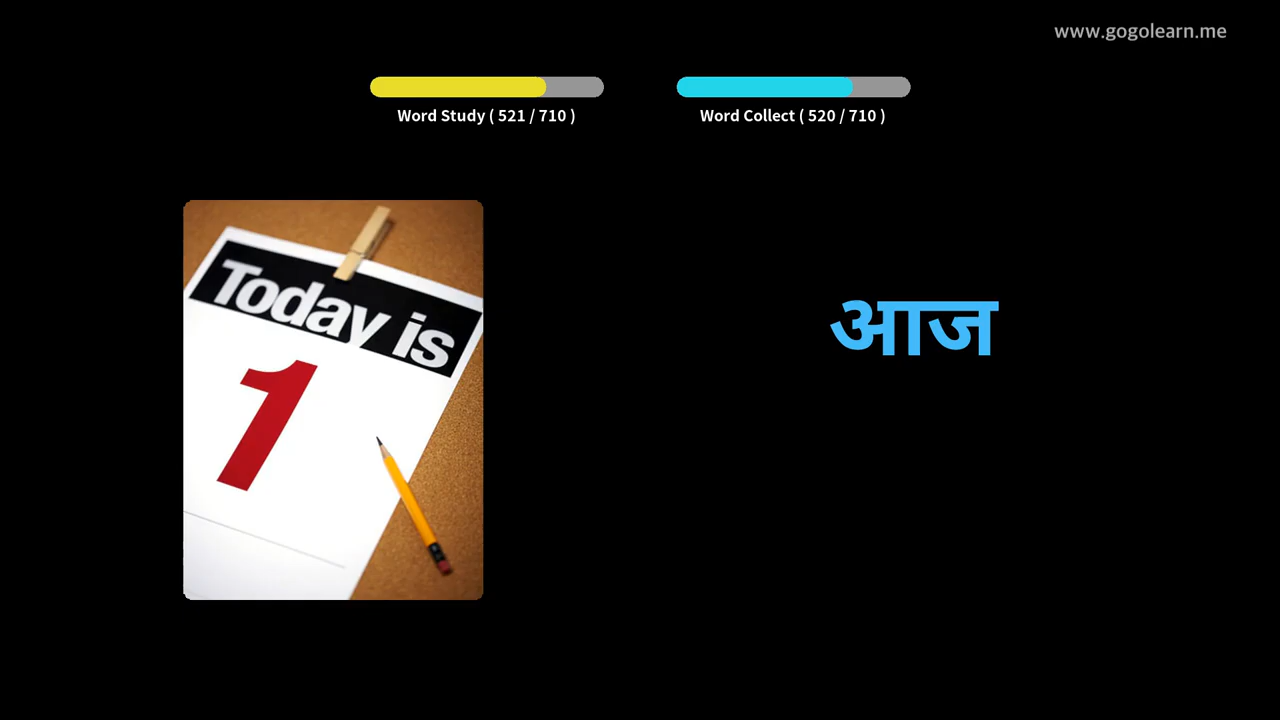 www.gogolearn.me
Word Study ( 521 / 710 )
Word Collect ( 520 / 710 )
Today is
1
आज